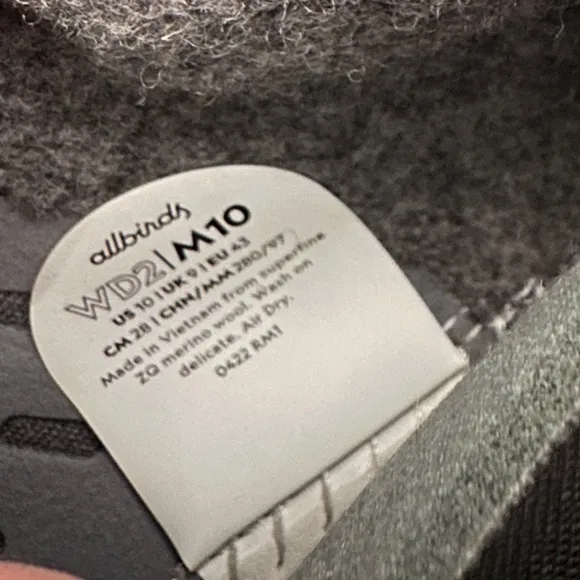 allbirds
WD2 | M10
US 10 | UK 9 | EU 43
CM 28 | CHN/MM 280/97
Made in Vietnam from superfine
ZQ merino wool. Wash on
delicate. Air Dry.
0422 RM1